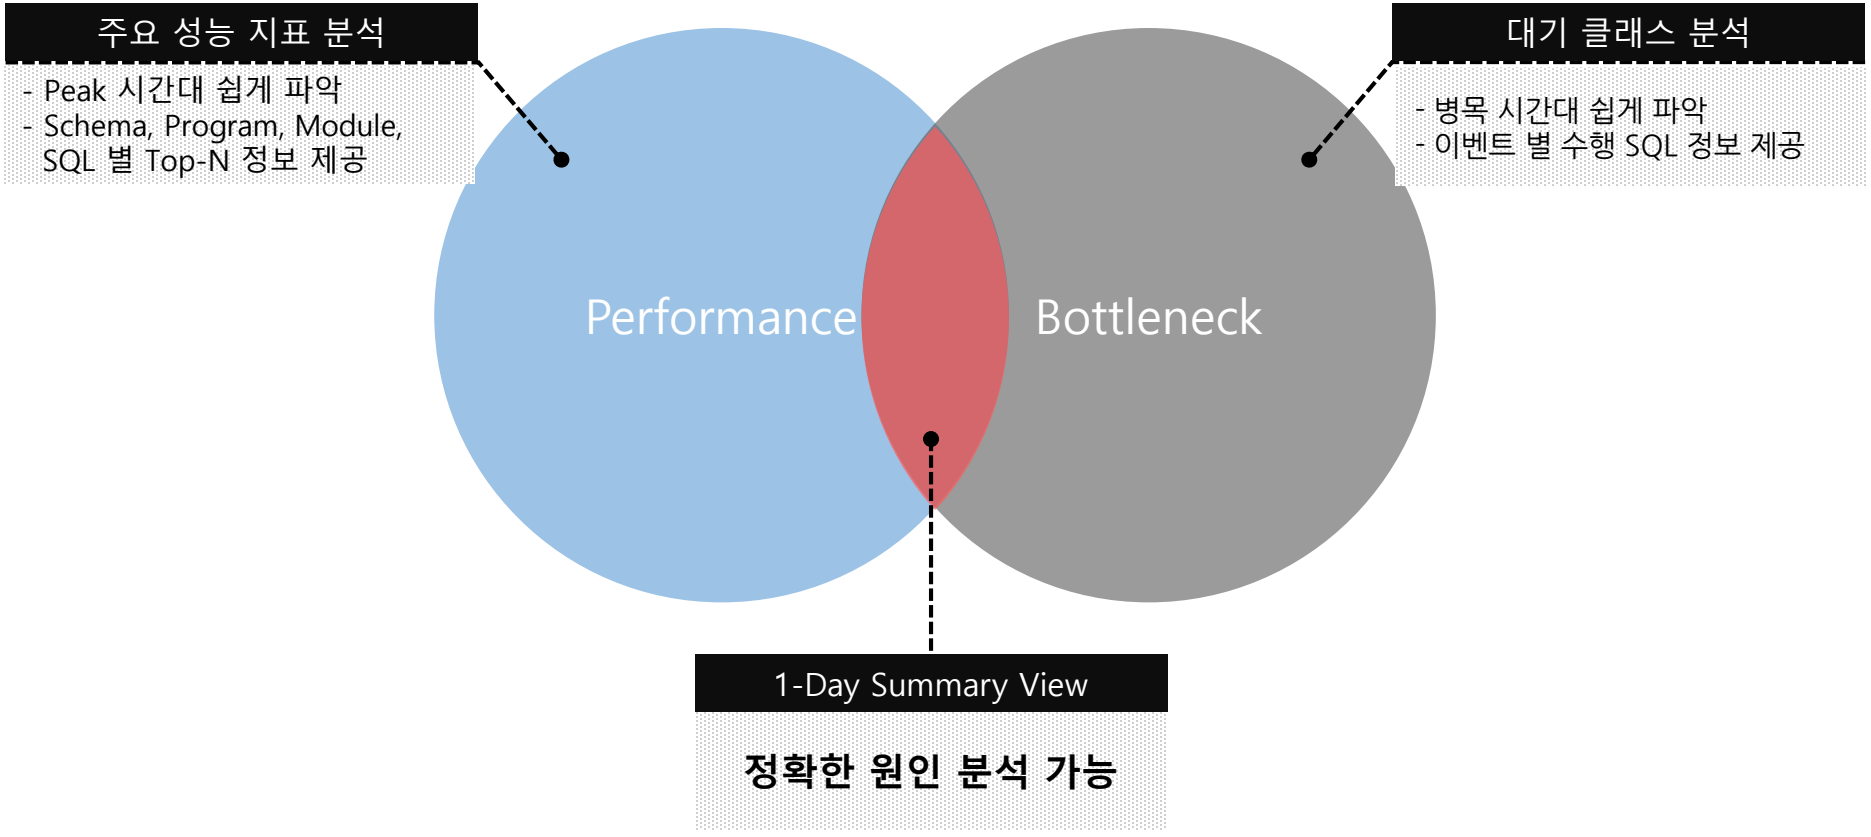 주요 성능 지표 분석
- Peak 시간대 쉽게 파악
- Schema, Program, Module,
SQL 별 Top-N 정보 제공
대기 클래스 분석
- 병목 시간대 쉽게 파악
- 이벤트 별 수행 SQL 정보 제공
Performance
Bottleneck
1-Day Summary View
정확한 원인 분석 가능